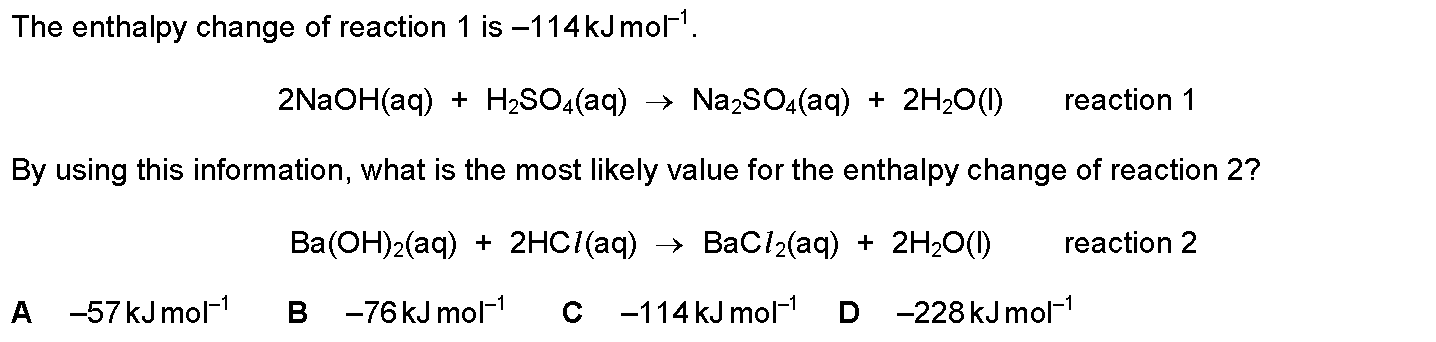 The enthalpy change of reaction 1 is –114 kJ mol⁻¹.
2NaOH(aq) + H₂SO₄(aq) → Na₂SO₄(aq) + 2H₂O(l) reaction 1
By using this information, what is the most likely value for the enthalpy change of reaction 2?
Ba(OH)₂(aq) + 2HCl(aq) → BaCl₂(aq) + 2H₂O(l) reaction 2
A –57 kJ mol⁻¹ B –76 kJ mol⁻¹ C –114 kJ mol⁻¹ D –228 kJ mol⁻¹